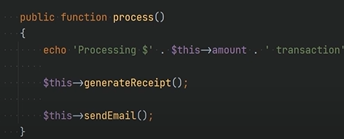 public function process()
{
echo 'Processing $' . $this->amount . ' transaction'
$this->generateReceipt();
$this->sendEmail();
}